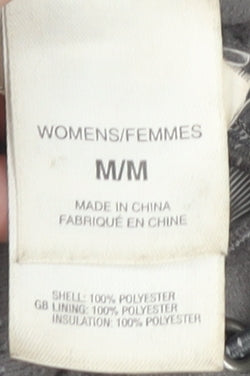 WOMENS/FEMMES
M/M
MADE IN CHINA
FABRIQUÉ EN CHINE
SHELL: 100% POLYESTER
GB LINING: 100% POLYESTER
INSULATION: 100% POLYESTER